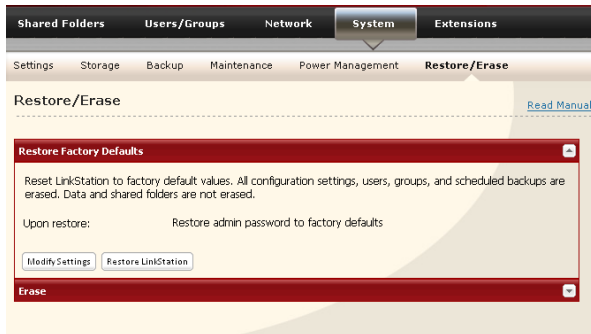 Shared Folders Users/Groups Network System Extensions
Settings Storage Backup Maintenance Power Management Restore/Erase
Restore/Erase
Read Manual
Restore Factory Defaults
Reset LinkStation to factory default values. All configuration settings, users, groups, and scheduled backups are
erased. Data and shared folders are not erased.
Upon restore: Restore admin password to factory defaults
Modify Settings Restore LinkStation
Erase